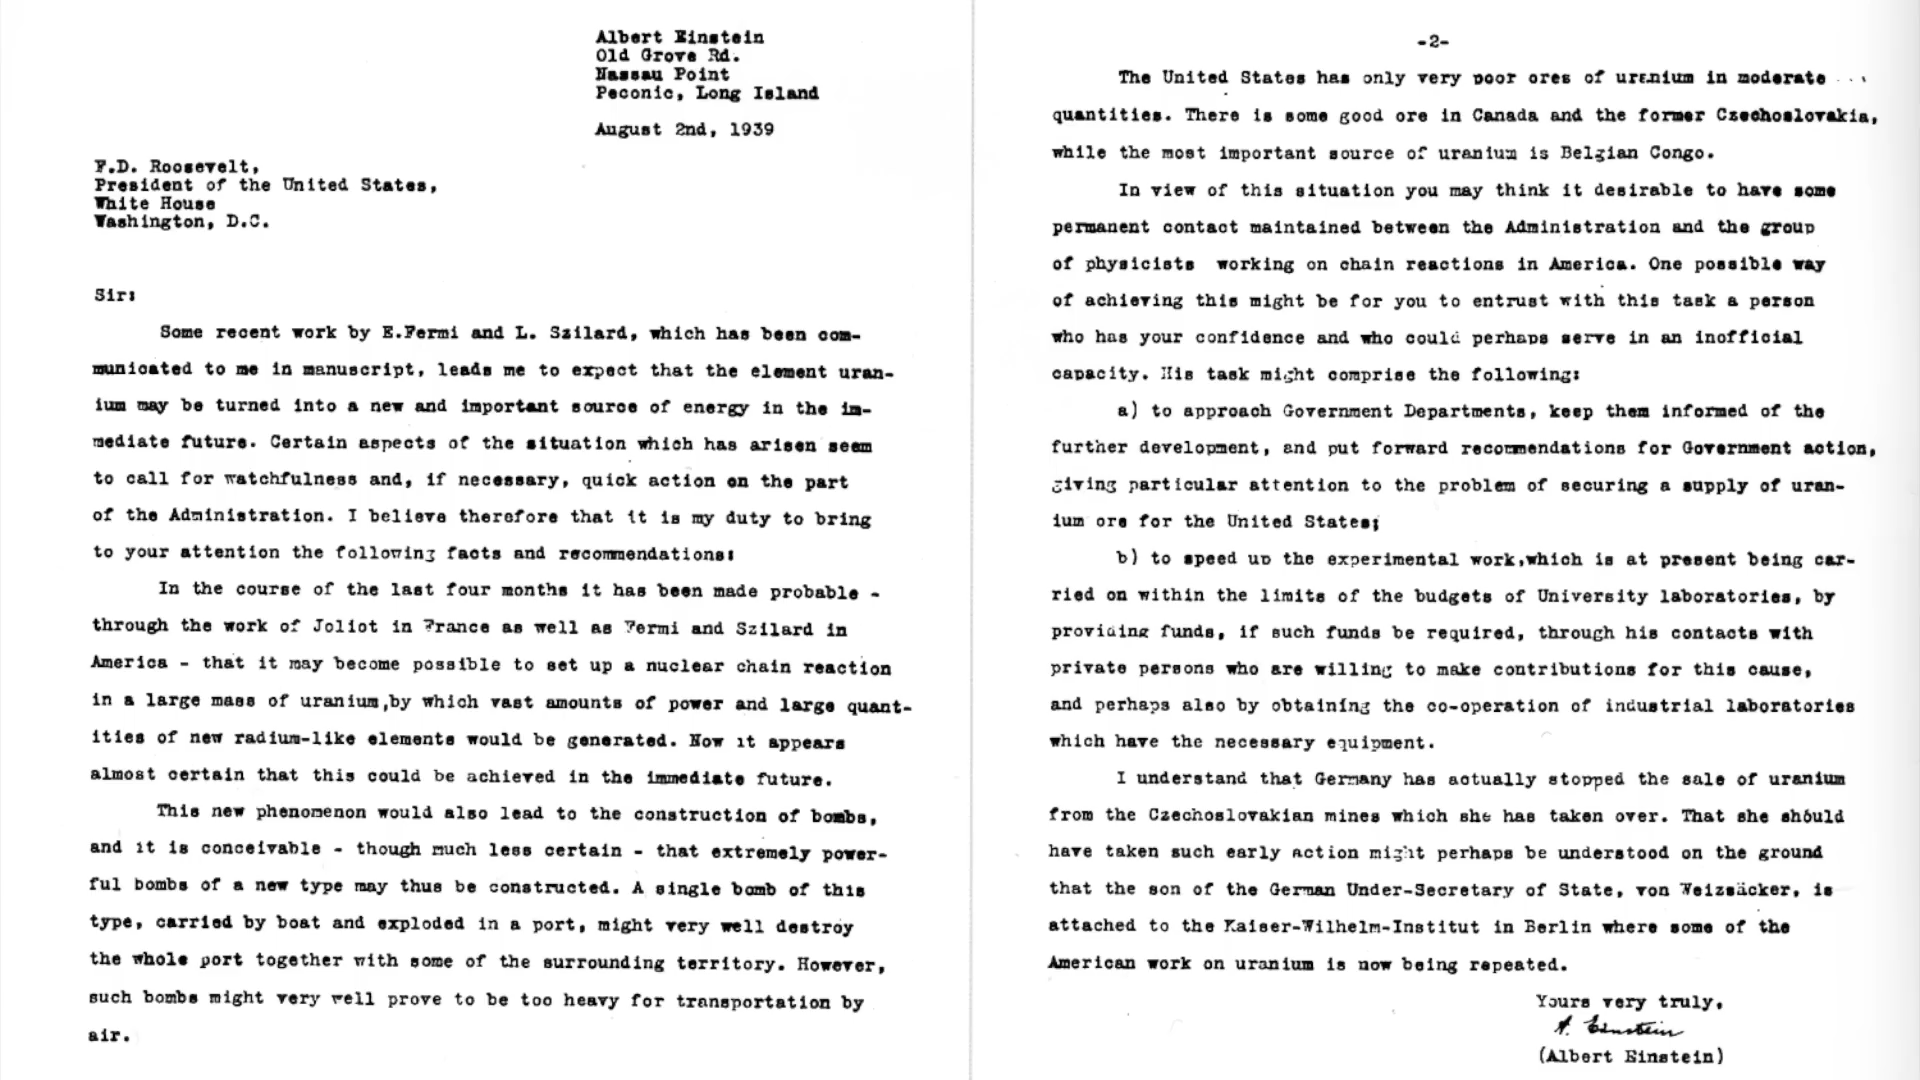 Albert Einstein
Old Grove Rd.
Nassau Point
Peconic, Long Island
August 2nd, 1939
F.D. Roosevelt,
President of the United States,
White House
Washington, D.C.
Sir:
Some recent work by E.Fermi and L. Szilard, which has been com-
municated to me in manuscript, leads me to expect that the element uran-
ium may be turned into a new and important source of energy in the im-
mediate future. Certain aspects of the situation which has arisen seem
to call for watchfulness and, if necessary, quick action on the part
of the Administration. I believe therefore that it is my duty to bring
to your attention the following facts and recommendations:
In the course of the last four months it has been made probable -
through the work of Joliot in France as well as Fermi and Szilard in
America - that it may become possible to set up a nuclear chain reaction
in a large mass of uranium,by which vast amounts of power and large quant-
ities of new radium-like elements would be generated. Now it appears
almost certain that this could be achieved in the immediate future.
This new phenomenon would also lead to the construction of bombs,
and it is conceivable - though much less certain - that extremely power-
ful bombs of a new type may thus be constructed. A single bomb of this
type, carried by boat and exploded in a port, might very well destroy
the whole port together with some of the surrounding territory. However,
such bombs might very well prove to be too heavy for transportation by
air.
-2-
The United States has only very poor ores of uranium in moderate
quantities. There is some good ore in Canada and the former Czechoslovakia,
while the most important source of uranium is Belgian Congo.
In view of this situation you may think it desirable to have some
permanent contact maintained between the Administration and the group
of physicists working on chain reactions in America. One possible way
of achieving this might be for you to entrust with this task a person
who has your confidence and who could perhaps serve in an inofficial
capacity. His task might comprise the following:
a) to approach Government Departments, keep them informed of the
further development, and put forward recommendations for Government action,
giving particular attention to the problem of securing a supply of uran-
ium ore for the United States;
b) to speed up the experimental work,which is at present being car-
ried on within the limits of the budgets of University laboratories, by
providing funds, if such funds be required, through his contacts with
private persons who are willing to make contributions for this cause,
and perhaps also by obtaining the co-operation of industrial laboratories
which have the necessary equipment.
I understand that Germany has actually stopped the sale of uranium
from the Czechoslovakian mines which she has taken over. That she should
have taken such early action might perhaps be understood on the ground
that the son of the German Under-Secretary of State, von Weizsäcker, is
attached to the Kaiser-Wilhelm-Institut in Berlin where some of the
American work on uranium is now being repeated.
Yours very truly,
A. Einstein
(Albert Einstein)